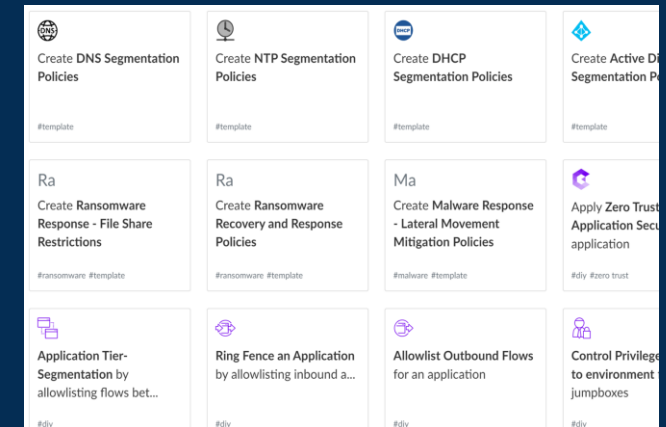 DNS
DHCP
Create DNS Segmentation
Policies
Create NTP Segmentation
Policies
Create DHCP
Segmentation Policies
Create Active Di
Segmentation Po
#template
#template
#template
#template
Ra
Ra
Ma
Create Ransomware
Response - File Share
Restrictions
Create Ransomware
Recovery and Response
Policies
Create Malware Response
- Lateral Movement
Mitigation Policies
Apply Zero Trust
Application Secu
application
#ransomware #template
#ransomware #template
#malware #template
#diy #zero trust
Application Tier-
Segmentation by
allowlisting flows bet...
Ring Fence an Application
by allowlisting inbound a...
Allowlist Outbound Flows
for an application
Control Privilege
to environment
jumpboxes
#diy
#diy
#diy
#diy